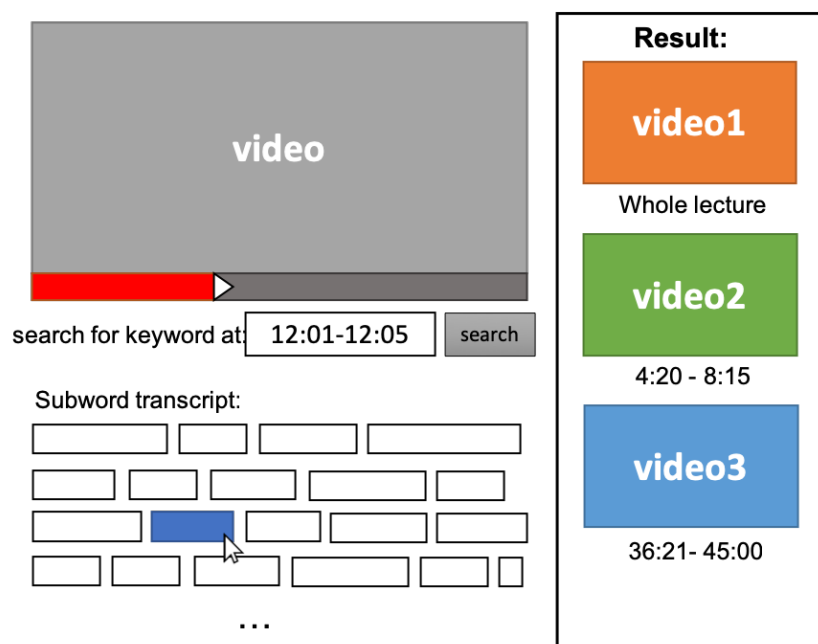 video
search for keyword at:
12:01-12:05
search
Subword transcript:
...
Result:
video1
Whole lecture
video2
4:20 - 8:15
video3
36:21- 45:00